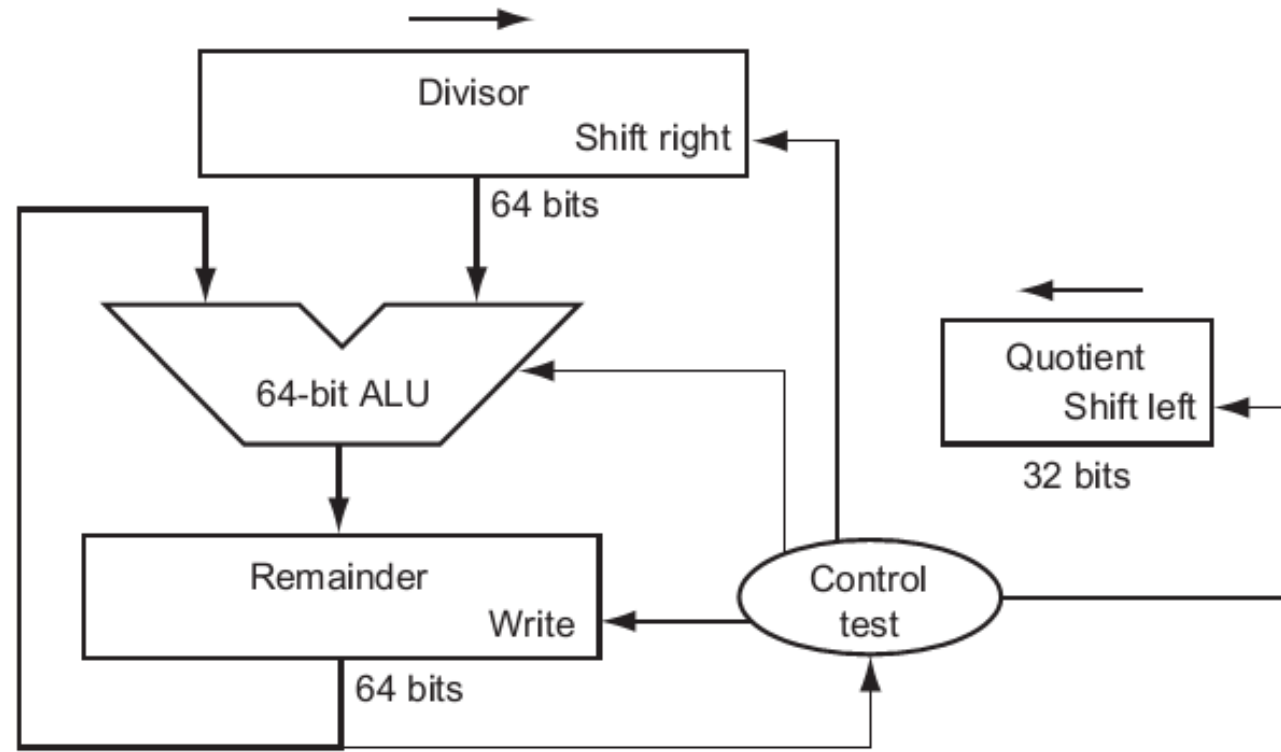 Divisor
Shift right
64 bits
64-bit ALU
Quotient
Shift left
32 bits
Remainder
Write
64 bits
Control
test